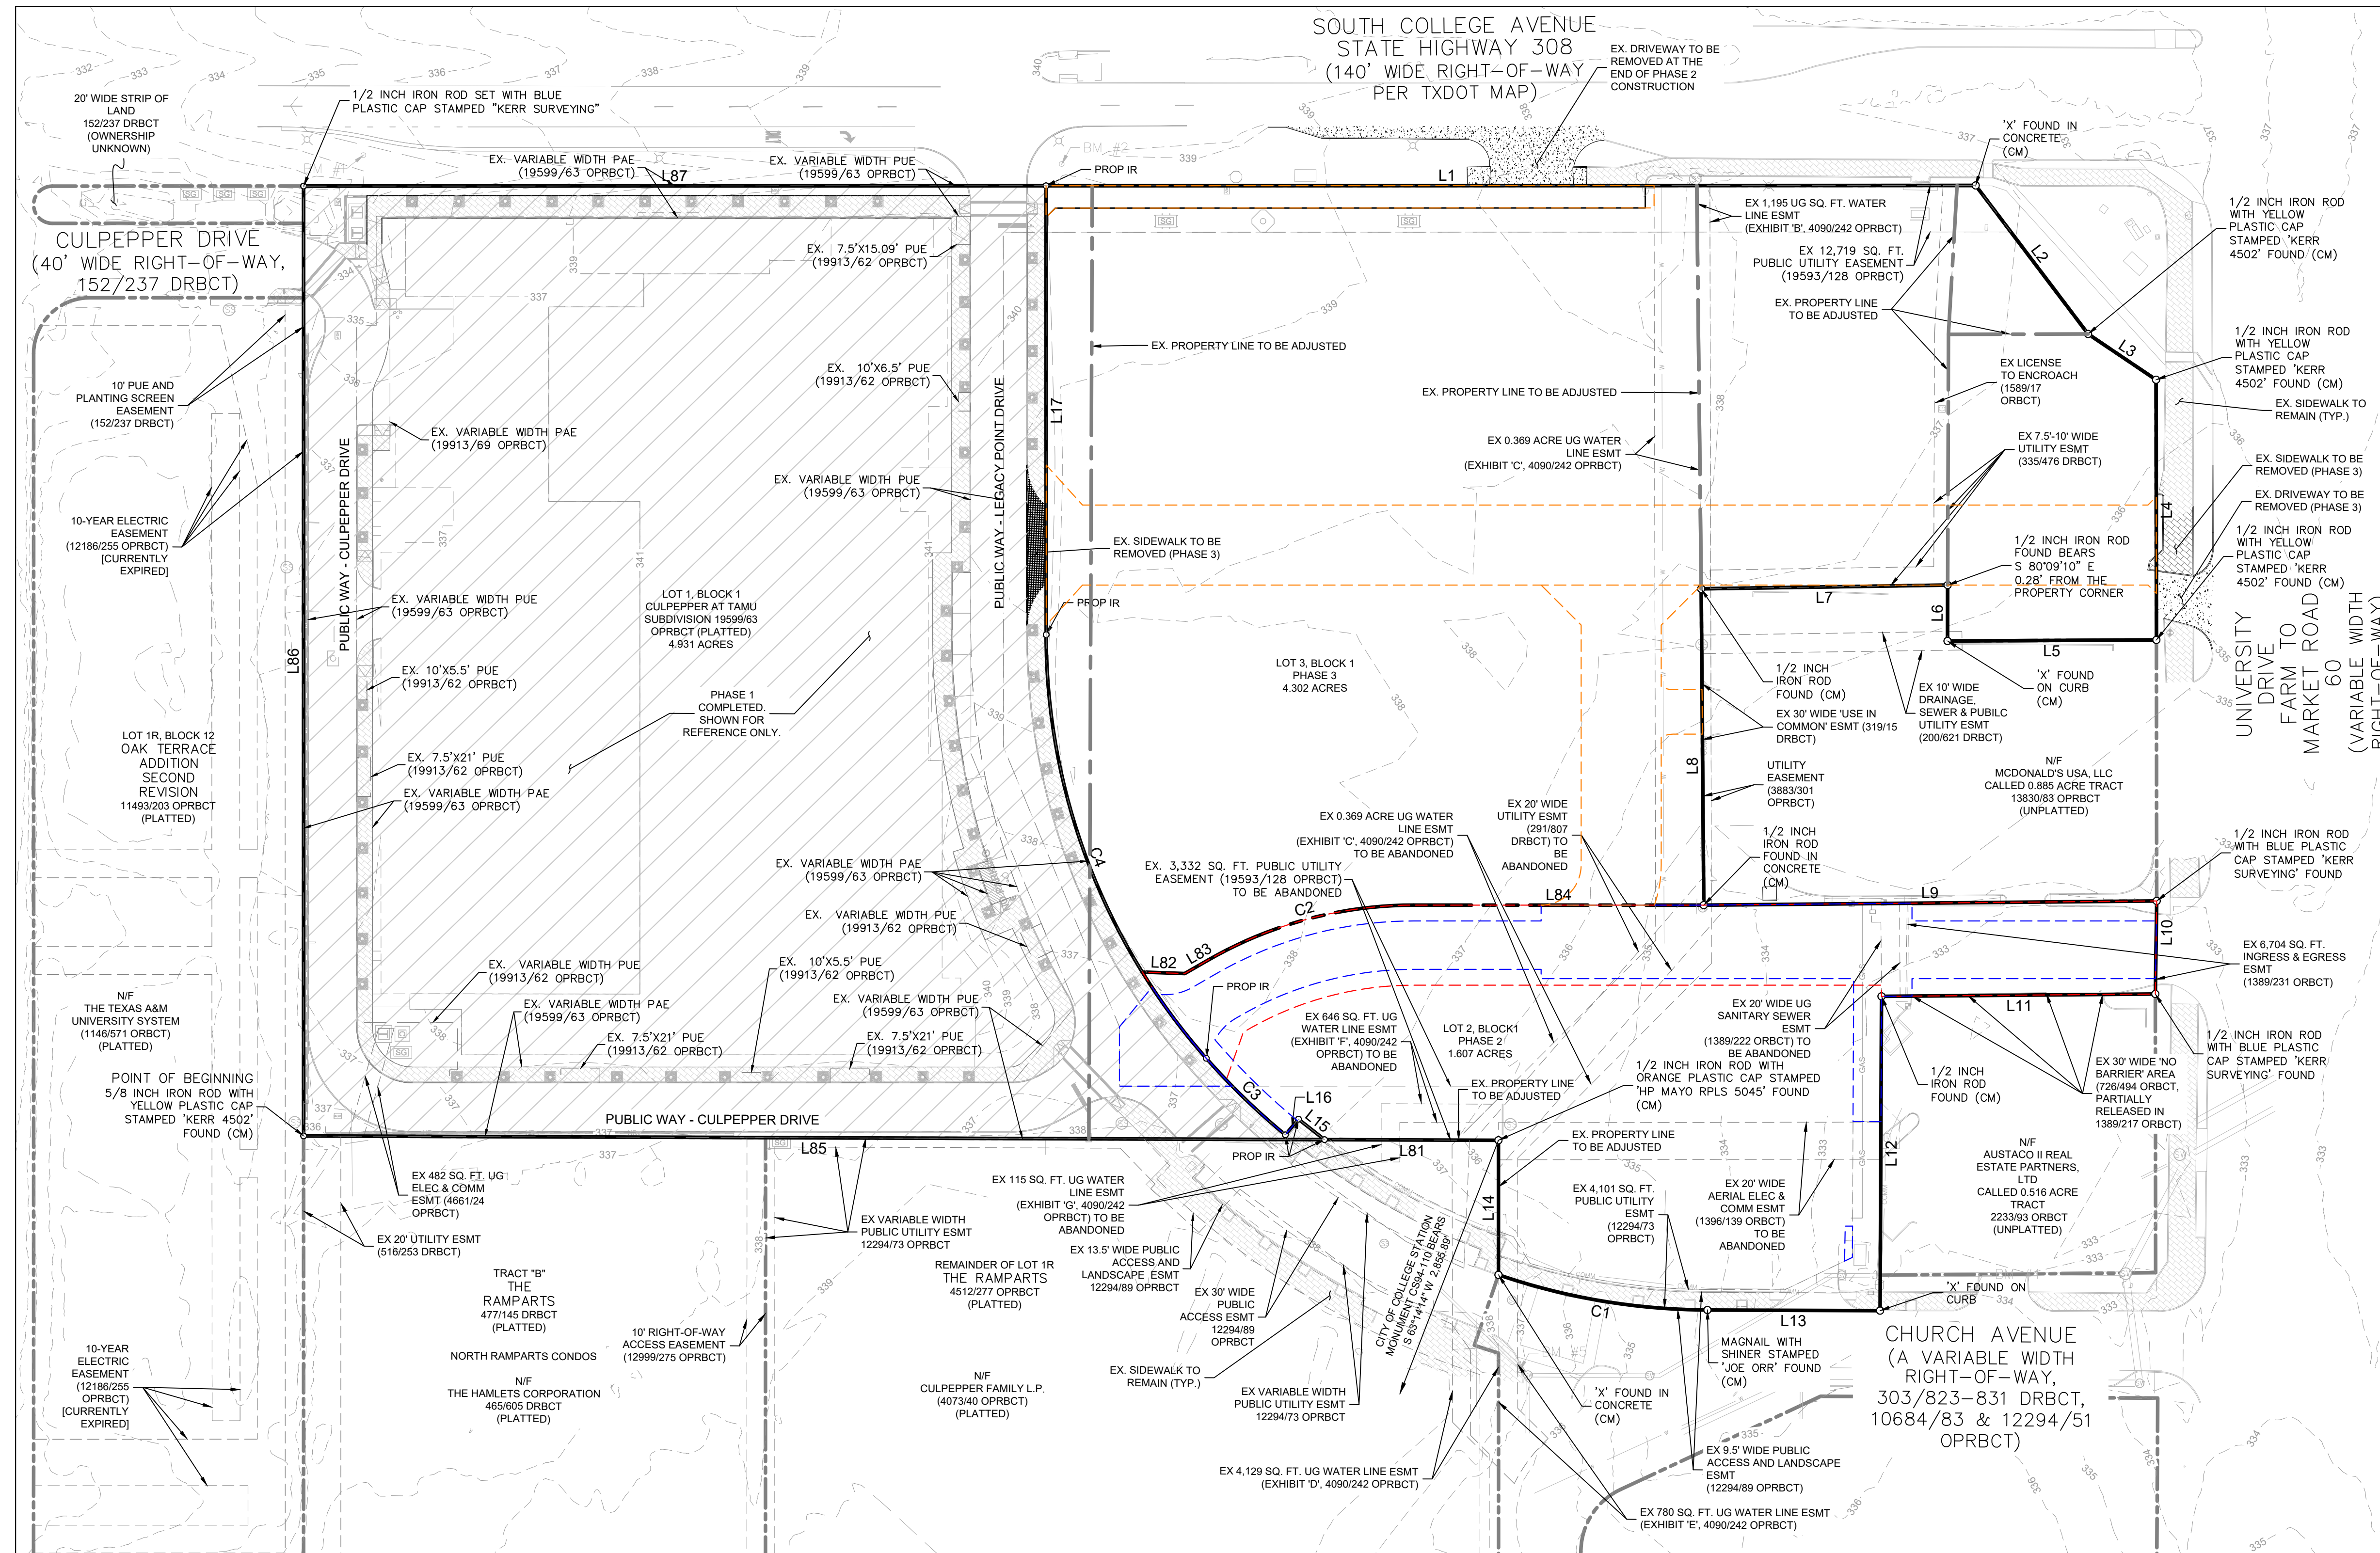 SOUTH COLLEGE AVENUE
STATE HIGHWAY 308
(140' WIDE RIGHT-OF-WAY
PER TXDOT MAP)
EX. DRIVEWAY TO BE
REMOVED AT THE
END OF PHASE 2
CONSTRUCTION
332
333
334
335
336
337
338
339
340
20' WIDE STRIP OF
LAND
152/237 DRBCT
(OWNERSHIP
UNKNOWN)
1/2 INCH IRON ROD SET WITH BLUE
PLASTIC CAP STAMPED "KERR SURVEYING"
EX. VARIABLE WIDTH PAE
(19599/63 OPRBCT)
L87
EX. VARIABLE WIDTH PUE
(19599/63 OPRBCT)
BM #2
339
PROP IR
L1
339
338
337
'X' FOUND IN
CONCRETE
(CM)
CULPEPPER DRIVE
(40' WIDE RIGHT-OF-WAY,
152/237 DRBCT)
EX. 7.5'X15.09' PUE
(19913/62 OPRBCT)
EX 1,195 UG SQ. FT. WATER
LINE ESMT
(EXHIBIT 'B', 4090/242 OPRBCT)
EX 12,719 SQ. FT.
PUBLIC UTILITY EASEMENT
(19593/128 OPRBCT)
EX. PROPERTY LINE
TO BE ADJUSTED
L2
L3
1/2 INCH IRON ROD
WITH YELLOW
PLASTIC CAP
STAMPED 'KERR
4502' FOUND (CM)
1/2 INCH IRON ROD
WITH YELLOW
PLASTIC CAP
STAMPED 'KERR
4502' FOUND (CM)
EX. SIDEWALK TO
REMAIN (TYP.)
EX. SIDEWALK TO BE
REMOVED (PHASE 3)
EX. DRIVEWAY TO BE
REMOVED (PHASE 3)
1/2 INCH IRON ROD
WITH YELLOW
PLASTIC CAP
STAMPED 'KERR
4502' FOUND (CM)
EX. PROPERTY LINE TO BE ADJUSTED
EX. PROPERTY LINE TO BE ADJUSTED
EX LICENSE
TO ENCROACH
(1589/17
ORBCT)
EX 7.5'-10' WIDE
UTILITY ESMT
(335/476 DRBCT)
EX 0.369 ACRE UG WATER
LINE ESMT
(EXHIBIT 'C', 4090/242 OPRBCT)
L4
1/2 INCH IRON ROD
FOUND BEARS
S 80°09'10" E
0.28' FROM THE
PROPERTY CORNER
10' PUE AND
PLANTING SCREEN
EASEMENT
(152/237 DRBCT)
EX. VARIABLE WIDTH PAE
(19913/69 OPRBCT)
EX. 10'X6.5' PUE
(19913/62 OPRBCT)
PUBLIC WAY - LEGACY POINT DRIVE
L17
PUBLIC WAY - CULPEPPER DRIVE
EX. VARIABLE WIDTH PUE
(19599/63 OPRBCT)
10-YEAR ELECTRIC
EASEMENT
(12186/255 OPRBCT)
[CURRENTLY
EXPIRED]
EX. SIDEWALK TO BE
REMOVED (PHASE 3)
EX. VARIABLE WIDTH PUE
(19599/63 OPRBCT)
LOT 1, BLOCK 1
CULPEPPER AT TAMU
SUBDIVISION 19599/63
OPRBCT (PLATTED)
4.931 ACRES
PROP IR
L7
L6
L5
UNIVERSITY
DRIVE
FARM TO
MARKET ROAD
60
(VARIABLE WIDTH
RIGHT-OF-WAY)
L86
EX. 10'X5.5' PUE
(19913/62 OPRBCT)
PHASE 1
COMPLETED.
SHOWN FOR
REFERENCE ONLY.
LOT 3, BLOCK 1
PHASE 3
4.302 ACRES
1/2 INCH
IRON ROD
FOUND (CM)
'X' FOUND
ON CURB
(CM)
EX 10' WIDE
DRAINAGE,
SEWER & PUBILC
UTILITY ESMT
(200/621 DRBCT)
EX 30' WIDE 'USE IN
COMMON' ESMT (319/15
DRBCT)
LOT 1R, BLOCK 12
OAK TERRACE
ADDITION
SECOND
REVISION
11493/203 OPRBCT
(PLATTED)
EX. 7.5'X21' PUE
(19913/62 OPRBCT)
EX. VARIABLE WIDTH PAE
(19599/63 OPRBCT)
L8
UTILITY
EASEMENT
(3883/301
OPRBCT)
N/F
MCDONALD'S USA, LLC
CALLED 0.885 ACRE TRACT
13830/83 OPRBCT
(UNPLATTED)
EX 20' WIDE
UTILITY ESMT
(291/807
DRBCT) TO
BE
ABANDONED
EX 0.369 ACRE UG WATER
LINE ESMT
(EXHIBIT 'C', 4090/242 OPRBCT)
TO BE ABANDONED
1/2 INCH
IRON ROD
FOUND IN
CONCRETE
(CM)
1/2 INCH IRON ROD
WITH BLUE PLASTIC
CAP STAMPED 'KERR
SURVEYING' FOUND
EX. VARIABLE WIDTH PAE
(19599/63 OPRBCT)
C4
EX. 3,332 SQ. FT. PUBLIC UTILITY
EASEMENT (19593/128 OPRBCT)
TO BE ABANDONED
C2
L84
L9
L10
EX. VARIABLE WIDTH PUE
(19913/62 OPRBCT)
L82
L83
EX 6,704 SQ. FT.
INGRESS & EGRESS
ESMT
(1389/231 ORBCT)
EX. VARIABLE WIDTH PUE
(19913/62 OPRBCT)
EX. 10'X5.5' PUE
(19913/62 OPRBCT)
PROP IR
N/F
THE TEXAS A&M
UNIVERSITY SYSTEM
(1146/571 ORBCT)
(PLATTED)
EX. VARIABLE WIDTH PAE
(19599/63 OPRBCT)
EX. VARIABLE WIDTH PUE
(19599/63 OPRBCT)
EX 646 SQ. FT. UG
WATER LINE ESMT
(EXHIBIT 'F', 4090/242
OPRBCT) TO BE
ABANDONED
LOT 2, BLOCK1
PHASE 2
1.607 ACRES
EX 20' WIDE UG
SANITARY SEWER
ESMT
(1389/222 ORBCT) TO
BE ABANDONED
L11
EX. 7.5'X21' PUE
(19913/62 OPRBCT)
EX. 7.5'X21' PUE
(19913/62 OPRBCT)
1/2 INCH IRON ROD
WITH BLUE PLASTIC
CAP STAMPED 'KERR
SURVEYING' FOUND
POINT OF BEGINNING
5/8 INCH IRON ROD WITH
YELLOW PLASTIC CAP
STAMPED 'KERR 4502'
FOUND (CM)
1/2 INCH IRON ROD WITH
ORANGE PLASTIC CAP STAMPED
'HP MAYO RPLS 5045' FOUND
(CM)
1/2 INCH
IRON ROD
FOUND (CM)
EX 30' WIDE 'NO
BARRIER' AREA
(726/494 ORBCT,
PARTIALLY
RELEASED IN
1389/217 ORBCT)
EX. PROPERTY LINE
TO BE ADJUSTED
C3
L16
L15
PUBLIC WAY - CULPEPPER DRIVE
L85
PROP IR
L81
EX. PROPERTY LINE
TO BE ADJUSTED
L12
N/F
AUSTACO II REAL
ESTATE PARTNERS,
LTD
CALLED 0.516 ACRE
TRACT
2233/93 ORBCT
(UNPLATTED)
EX 482 SQ. FT. UG
ELEC & COMM
ESMT (4661/24
OPRBCT)
EX 20' UTILITY ESMT
(516/253 DRBCT)
EX VARIABLE WIDTH
PUBLIC UTILITY ESMT
12294/73 OPRBCT
EX 115 SQ. FT. UG WATER
LINE ESMT
(EXHIBIT 'G', 4090/242
OPRBCT) TO BE
ABANDONED
L14
EX 4,101 SQ. FT.
PUBLIC UTILITY
ESMT
(12294/73
OPRBCT)
EX 20' WIDE
AERIAL ELEC &
COMM ESMT
(1396/139 ORBCT)
TO BE
ABANDONED
EX 13.5' WIDE PUBLIC
ACCESS AND
LANDSCAPE ESMT
12294/89 OPRBCT
CITY OF COLLEGE STATION
MONUMENT CS94-110 BEARS
S 63°14'14" W 2,855.89'
TRACT "B"
THE
RAMPARTS
477/145 DRBCT
(PLATTED)
REMAINDER OF LOT 1R
THE RAMPARTS
4512/277 OPRBCT
(PLATTED)
EX 30' WIDE
PUBLIC
ACCESS ESMT
12294/89
OPRBCT
C1
L13
'X' FOUND ON
CURB
10' RIGHT-OF-WAY
ACCESS EASEMENT
(12999/275 OPRBCT)
NORTH RAMPARTS CONDOS
MAGNAIL WITH
SHINER STAMPED
'JOE ORR' FOUND
(CM)
BM #5
CHURCH AVENUE
(A VARIABLE WIDTH
RIGHT-OF-WAY,
303/823-831 DRBCT,
10684/83 & 12294/51
OPRBCT)
10-YEAR
ELECTRIC
EASEMENT
(12186/255
OPRBCT)
[CURRENTLY
EXPIRED]
N/F
THE HAMLETS CORPORATION
465/605 DRBCT
(PLATTED)
N/F
CULPEPPER FAMILY L.P.
(4073/40 OPRBCT)
(PLATTED)
EX. SIDEWALK TO
REMAIN (TYP.)
EX VARIABLE WIDTH
PUBLIC UTILITY ESMT
12294/73 OPRBCT
'X' FOUND IN
CONCRETE
(CM)
EX 9.5' WIDE PUBLIC
ACCESS AND LANDSCAPE
ESMT
(12294/89 OPRBCT)
EX 4,129 SQ. FT. UG WATER LINE ESMT
(EXHIBIT 'D', 4090/242 OPRBCT)
EX 780 SQ. FT. UG WATER LINE ESMT
(EXHIBIT 'E', 4090/242 OPRBCT)